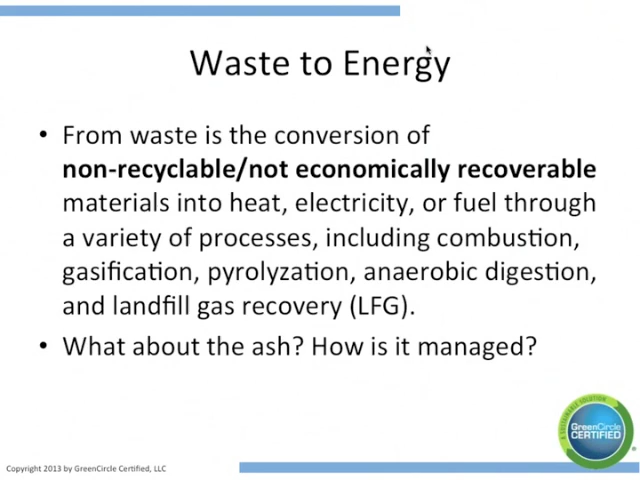 Waste to Energy
• From waste is the conversion of
non-recyclable/not economically recoverable
materials into heat, electricity, or fuel through
a variety of processes, including combustion,
gasification, pyrolyzation, anaerobic digestion,
and landfill gas recovery (LFG).
• What about the ash? How is it managed?
A SUSTAINABLE SOLUTION
GreenCircle
CERTIFIED
®
Copyright 2013 by GreenCircle Certified, LLC